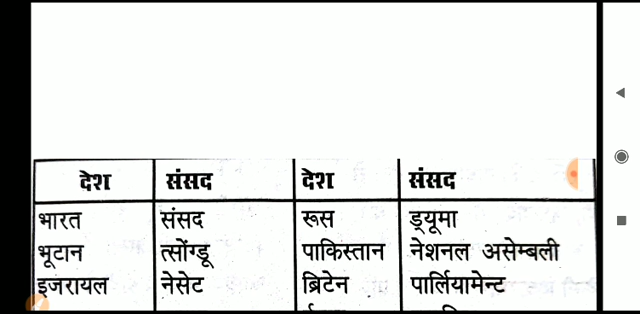 देश संसद देश संसद
भारत संसद रूस ड्यूमा
भूटान त्सोंग्डू पाकिस्तान नेशनल असेम्बली
इजरायल नेसेट ब्रिटेन पार्लियामेन्ट